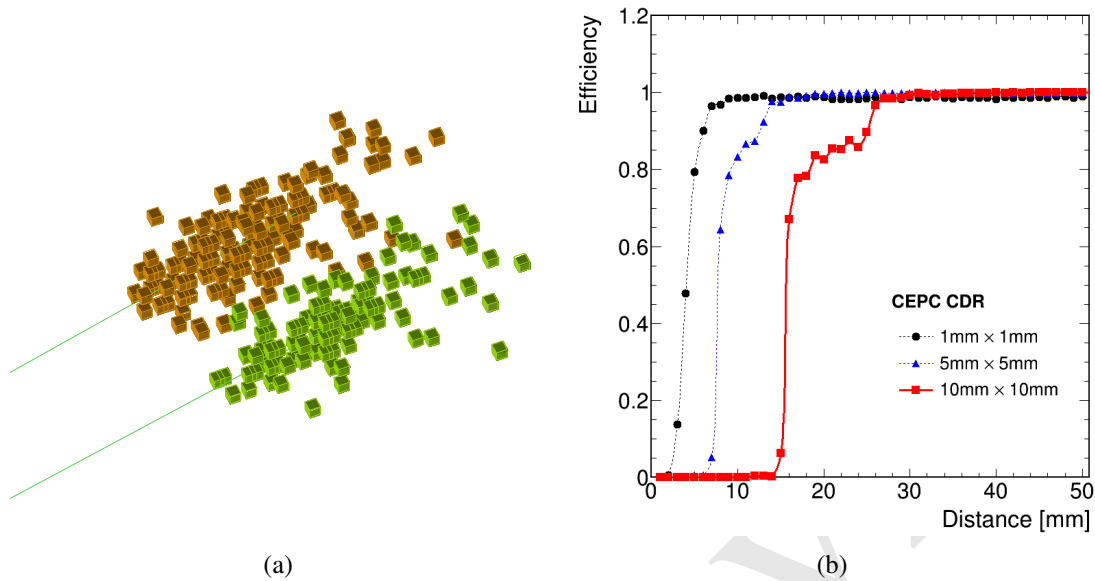 Efficiency
1.2
1
0.8
0.6
0.4
0.2
0
CEPC CDR
1mm × 1mm
5mm × 5mm
10mm × 10mm
0 10 20 30 40 50
Distance [mm]
(a) (b)